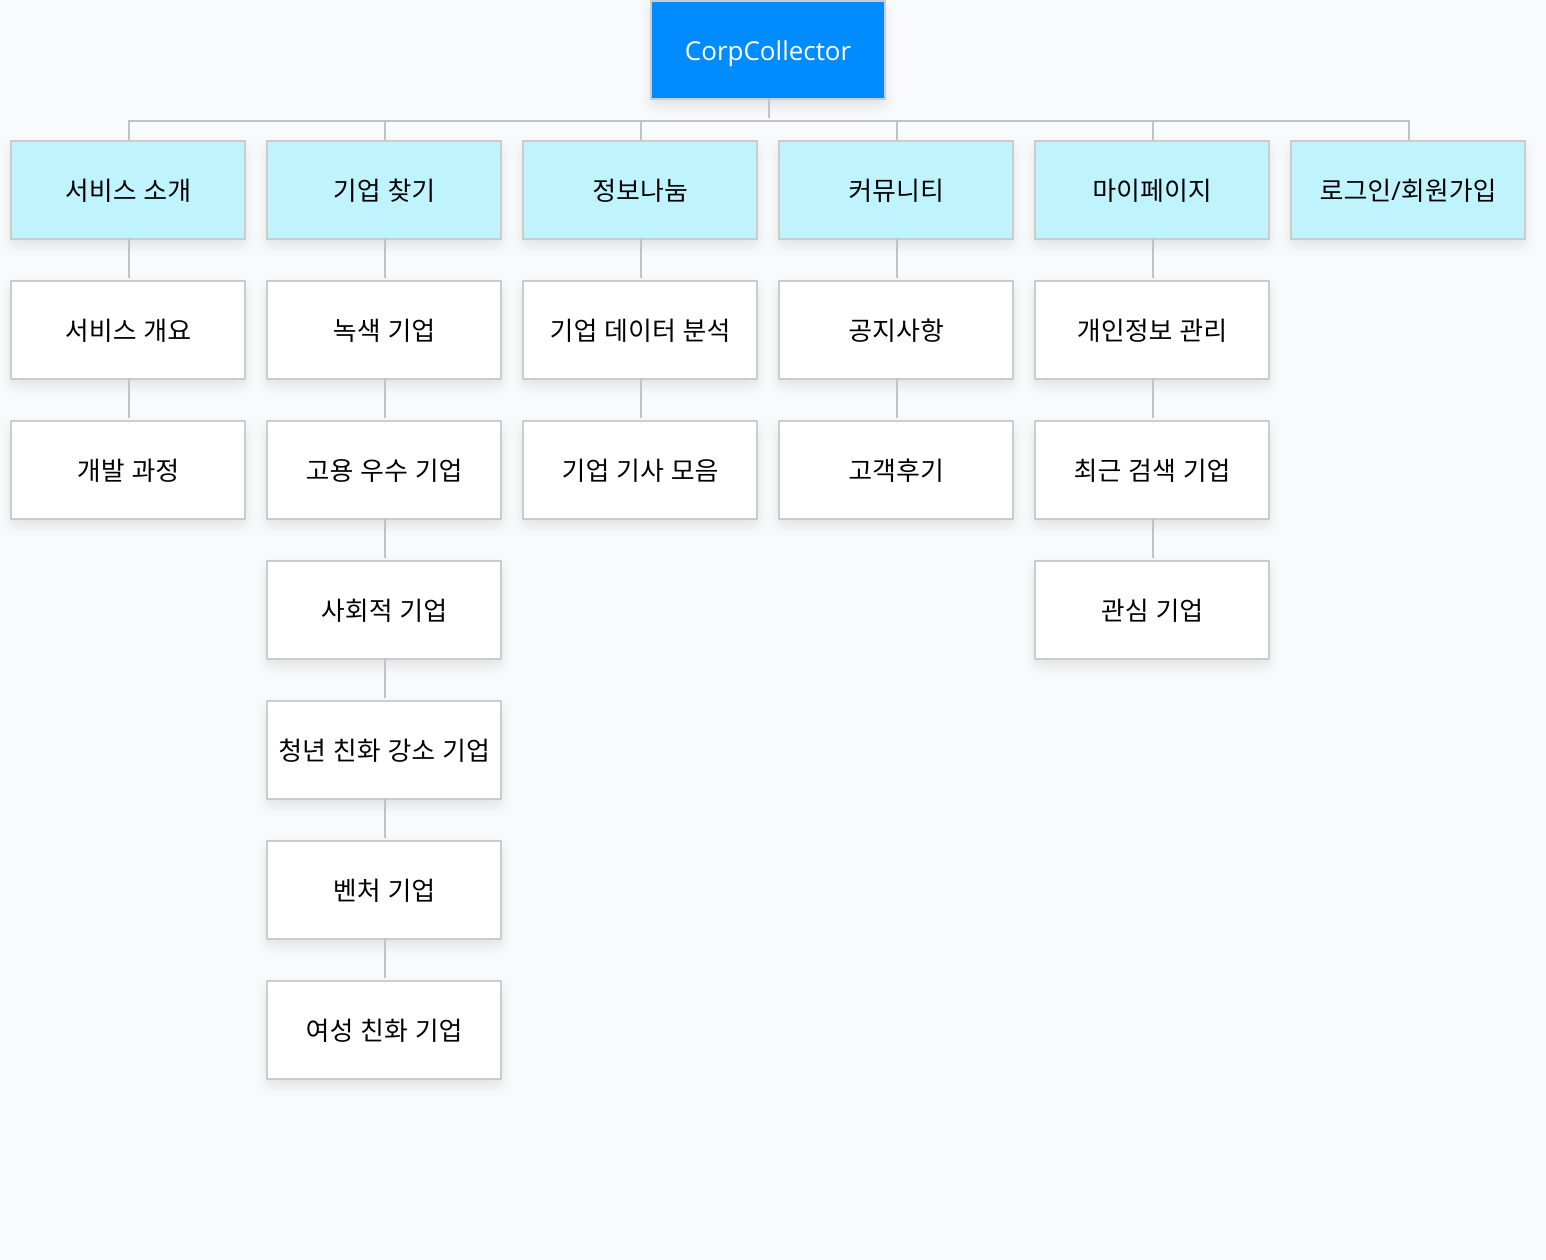 CorpCollector
서비스 소개
기업 찾기
정보나눔
커뮤니티
마이페이지
로그인/회원가입
서비스 개요
녹색 기업
기업 데이터 분석
공지사항
개인정보 관리
개발 과정
고용 우수 기업
기업 기사 모음
고객후기
최근 검색 기업
사회적 기업
관심 기업
청년 친화 강소 기업
벤처 기업
여성 친화 기업